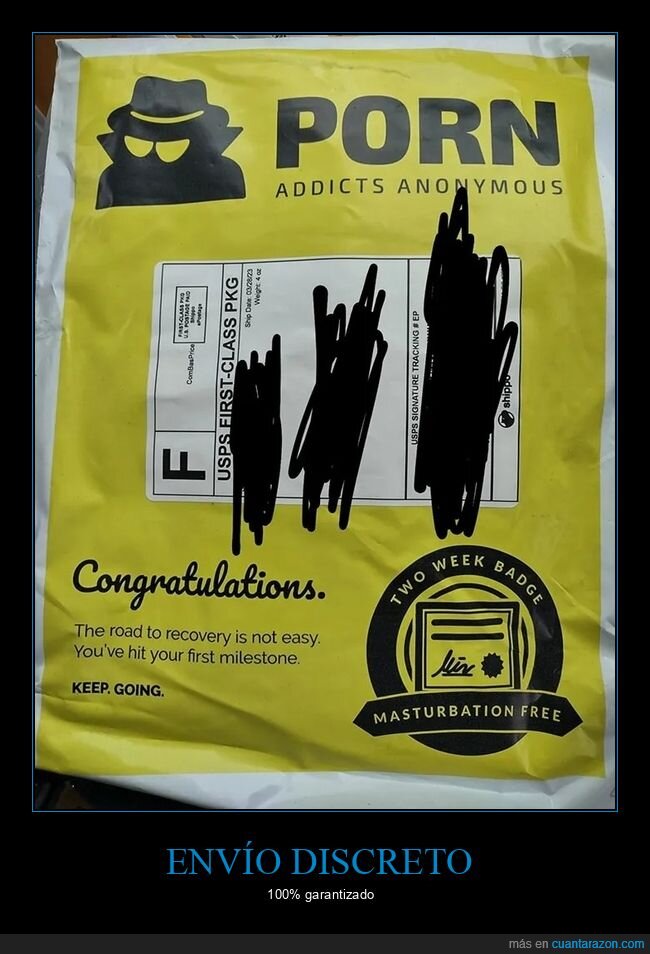 PORN
ADDICTS ANONYMOUS
FIRST-CLASS PKG
U.S. POSTAGE PAID
Shippo
ePostage
ComBasPrice
F
USPS FIRST-CLASS PKG
Ship Date: 03/28/23
Weight: 4 oz
USPS SIGNATURE TRACKING # EP
shippo
Congratulations.
The road to recovery is not easy.
You've hit your first milestone.
KEEP. GOING.
TWO WEEK BADGE
MASTURBATION FREE
ENVÍO DISCRETO
100% garantizado
más en cuantarazon.com